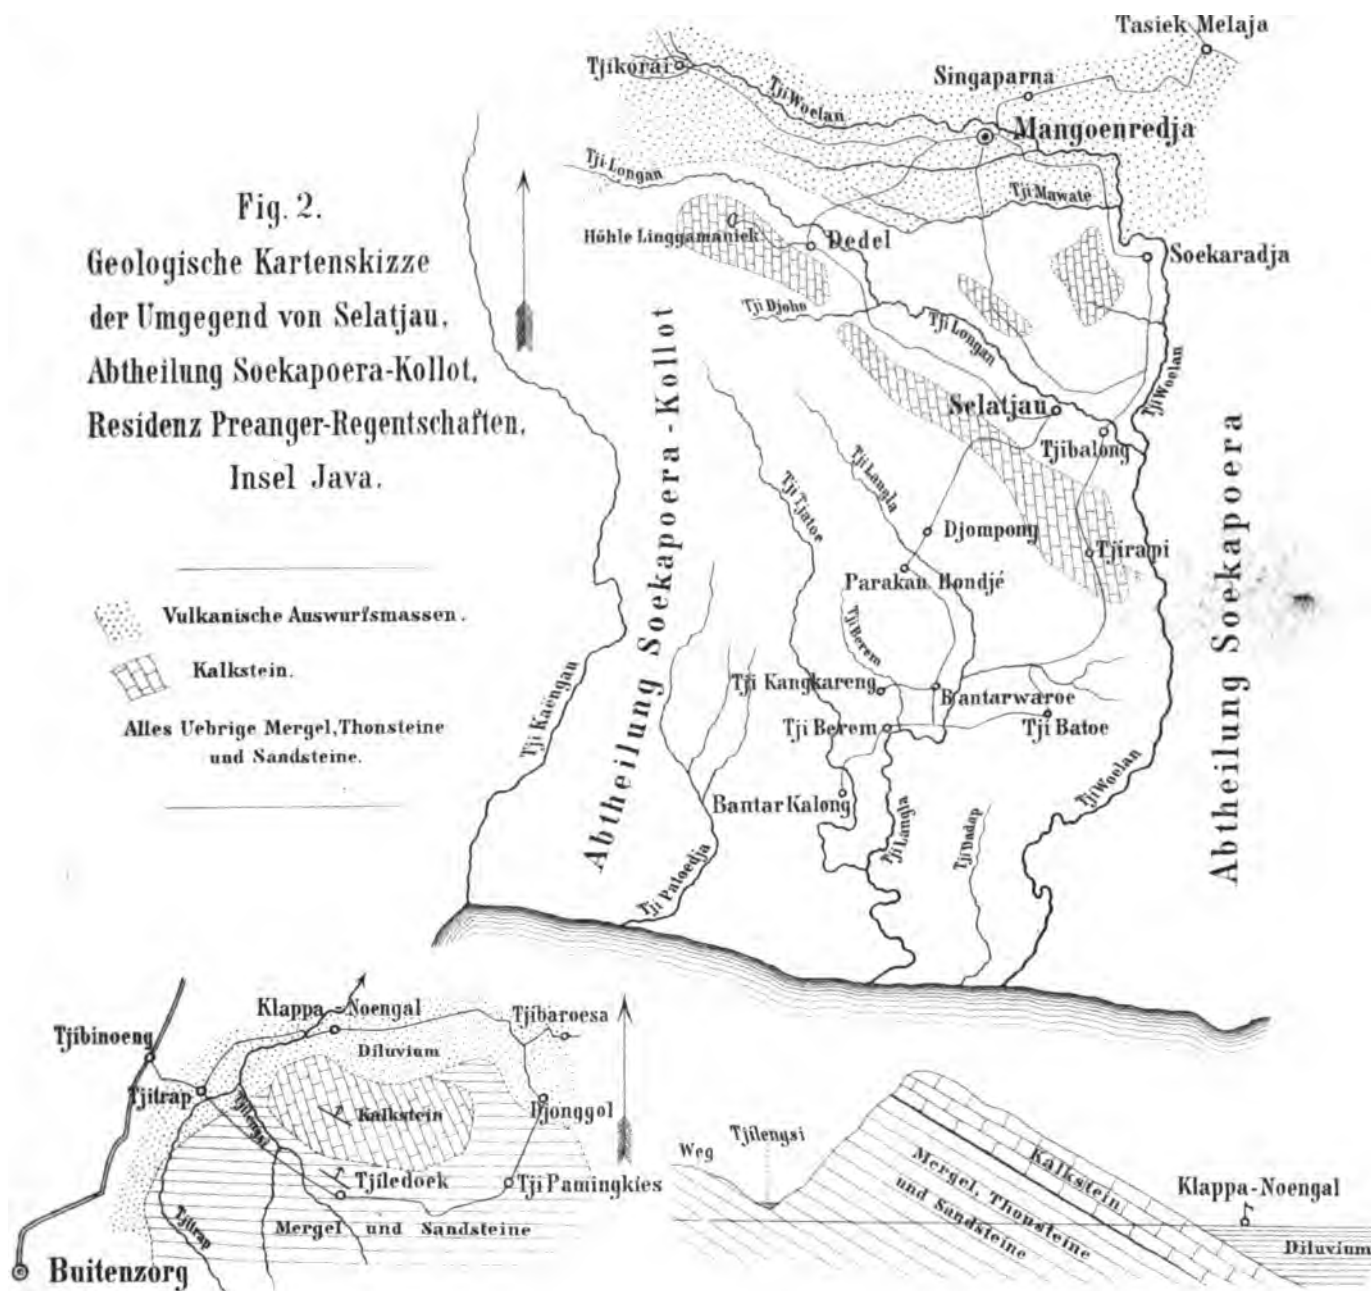 Fig. 2.
Geologische Kartenskizze
der Umgegend von Selatjau,
Abtheilung Soekapoera-Kollot,
Residenz Preanger-Regentschaften,
Insel Java.
Vulkanische Auswurfsmassen.
Kalkstein.
Alles Uebrige Mergel, Thonsteine
und Sandsteine.
Tasiek Melaja
Tjikorai
Singaparna
Tji Woelan
Mangoenredja
Tji Longan
Tji Mawate
Höhle Linggamaniek
Dedel
Soekaradja
Tji Djoho
Tji Longan
Tji Woelan
Selatjau
Tjibalong
Tji Langla
Tji Tjatoe
Djompong
Tjirapi
Parakan Hondjé
Tji Berem
Tji Kangkareng
Bantarwaroe
Tji Berem
Tji Batoe
Tji Kaëngan
Bantar Kalong
Tji Woelan
Tji Langla
Tji Dadap
Tji Patoedja
Abtheilung Soekapoera-Kollot
Abtheilung Soekapoera
Klappa-Noengal
Tjibaroesa
Tjibinoeng
Diluvium
Tjitrap
Kalkstein
Djonggol
Tjiledoek
Tji Pamingkies
Mergel und Sandsteine
Tjitrap
Buitenzorg
Weg
Tjilengsi
Kalkstein
Mergel, Thonsteine
und Sandsteine
Klappa-Noengal
Diluvium